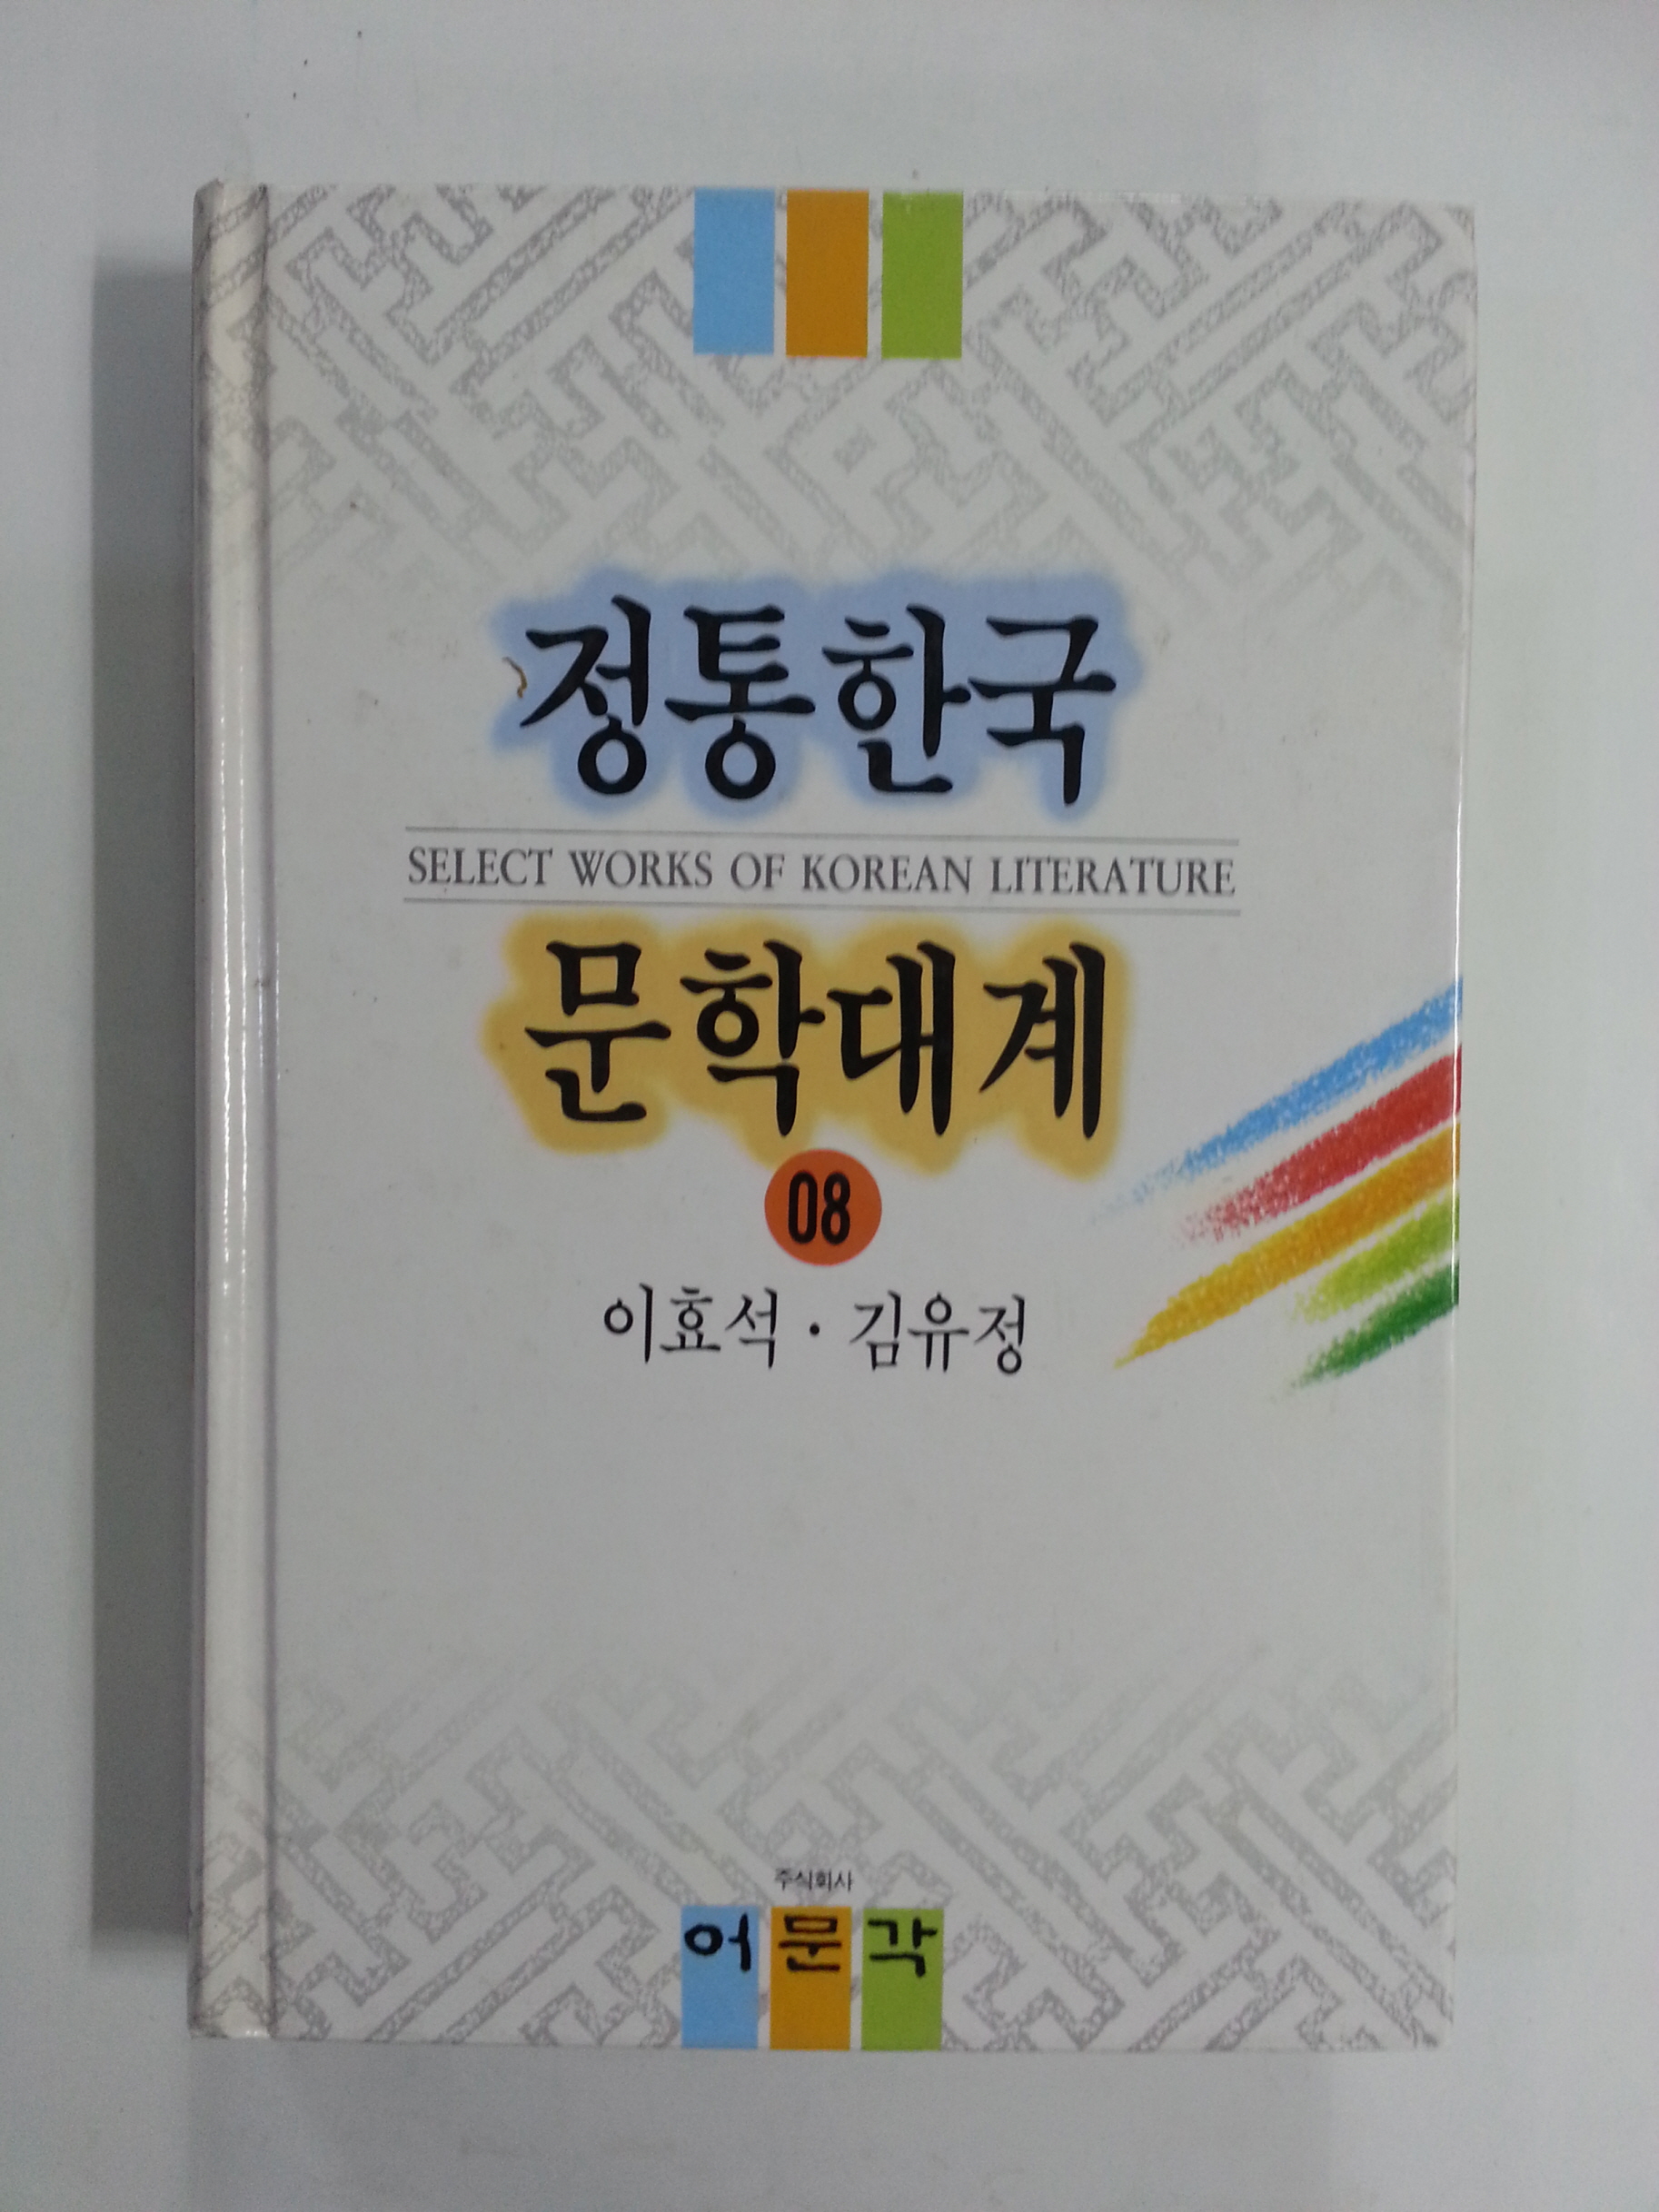 정통한국
SELECT WORKS OF KOREAN LITERATURE
문학대계
08
이효석 · 김유정
주식회사
어문각